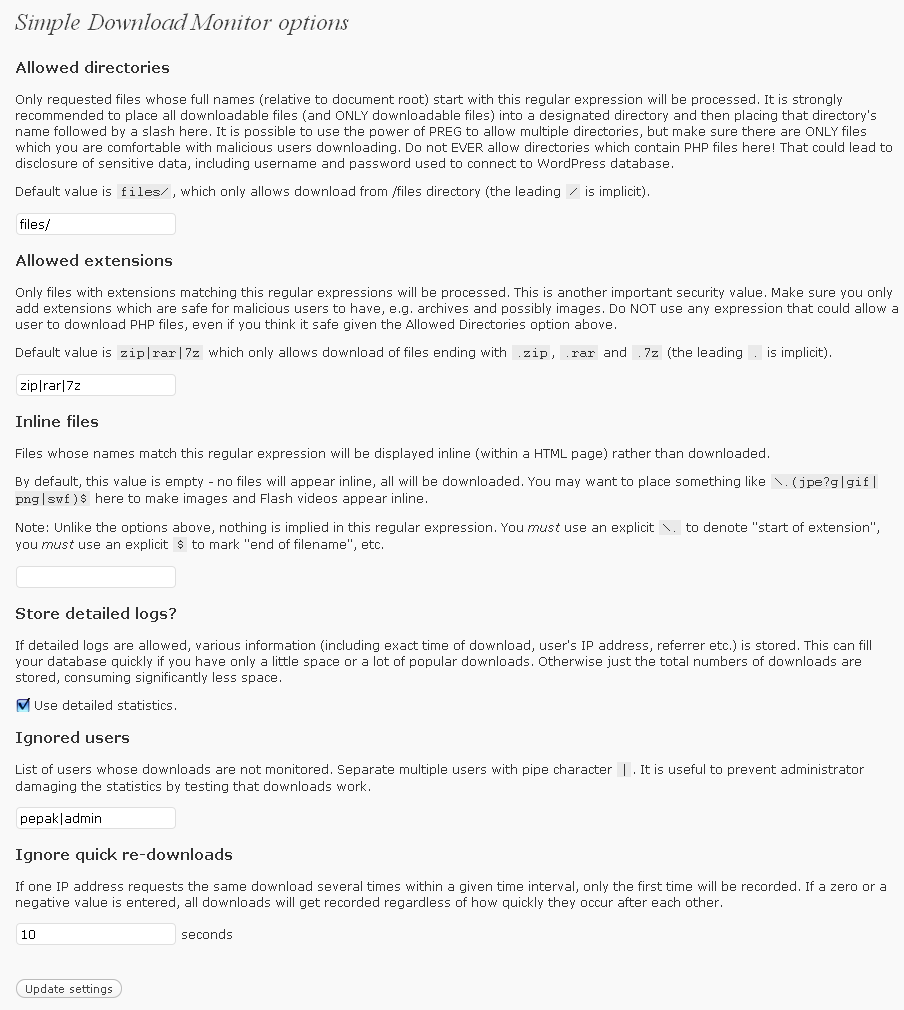 Simple Download Monitor options
Allowed directories
Only requested files whose full names (relative to document root) start with this regular expression will be processed. It is strongly
recommended to place all downloadable files (and ONLY downloadable files) into a designated directory and then placing that directory's
name followed by a slash here. It is possible to use the power of PREG to allow multiple directories, but make sure there are ONLY files
which you are comfortable with malicious users downloading. Do not EVER allow directories which contain PHP files here! That could lead to
disclosure of sensitive data, including username and password used to connect to WordPress database.
Default value is files/, which only allows download from /files directory (the leading / is implicit).
files/
Allowed extensions
Only files with extensions matching this regular expressions will be processed. This is another important security value. Make sure you only
add extensions which are safe for malicious users to have, e.g. archives and possibly images. Do NOT use any expression that could allow a
user to download PHP files, even if you think it safe given the Allowed Directories option above.
Default value is zip|rar|7z which only allows download of files ending with .zip, .rar and .7z (the leading . is implicit).
zip|rar|7z
Inline files
Files whose names match this regular expression will be displayed inline (within a HTML page) rather than downloaded.
By default, this value is empty - no files will appear inline, all will be downloaded. You may want to place something like \.(jpe?g|gif|
png|swf)$ here to make images and Flash videos appear inline.
Note: Unlike the options above, nothing is implied in this regular expression. You must use an explicit \. to denote "start of extension",
you must use an explicit $ to mark "end of filename", etc.
Store detailed logs?
If detailed logs are allowed, various information (including exact time of download, user's IP address, referrer etc.) is stored. This can fill
your database quickly if you have only a little space or a lot of popular downloads. Otherwise just the total numbers of downloads are
stored, consuming significantly less space.
Use detailed statistics.
Ignored users
List of users whose downloads are not monitored. Separate multiple users with pipe character |. It is useful to prevent administrator
damaging the statistics by testing that downloads work.
pepak|admin
Ignore quick re-downloads
If one IP address requests the same download several times within a given time interval, only the first time will be recorded. If a zero or a
negative value is entered, all downloads will get recorded regardless of how quickly they occur after each other.
10 seconds
Update settings